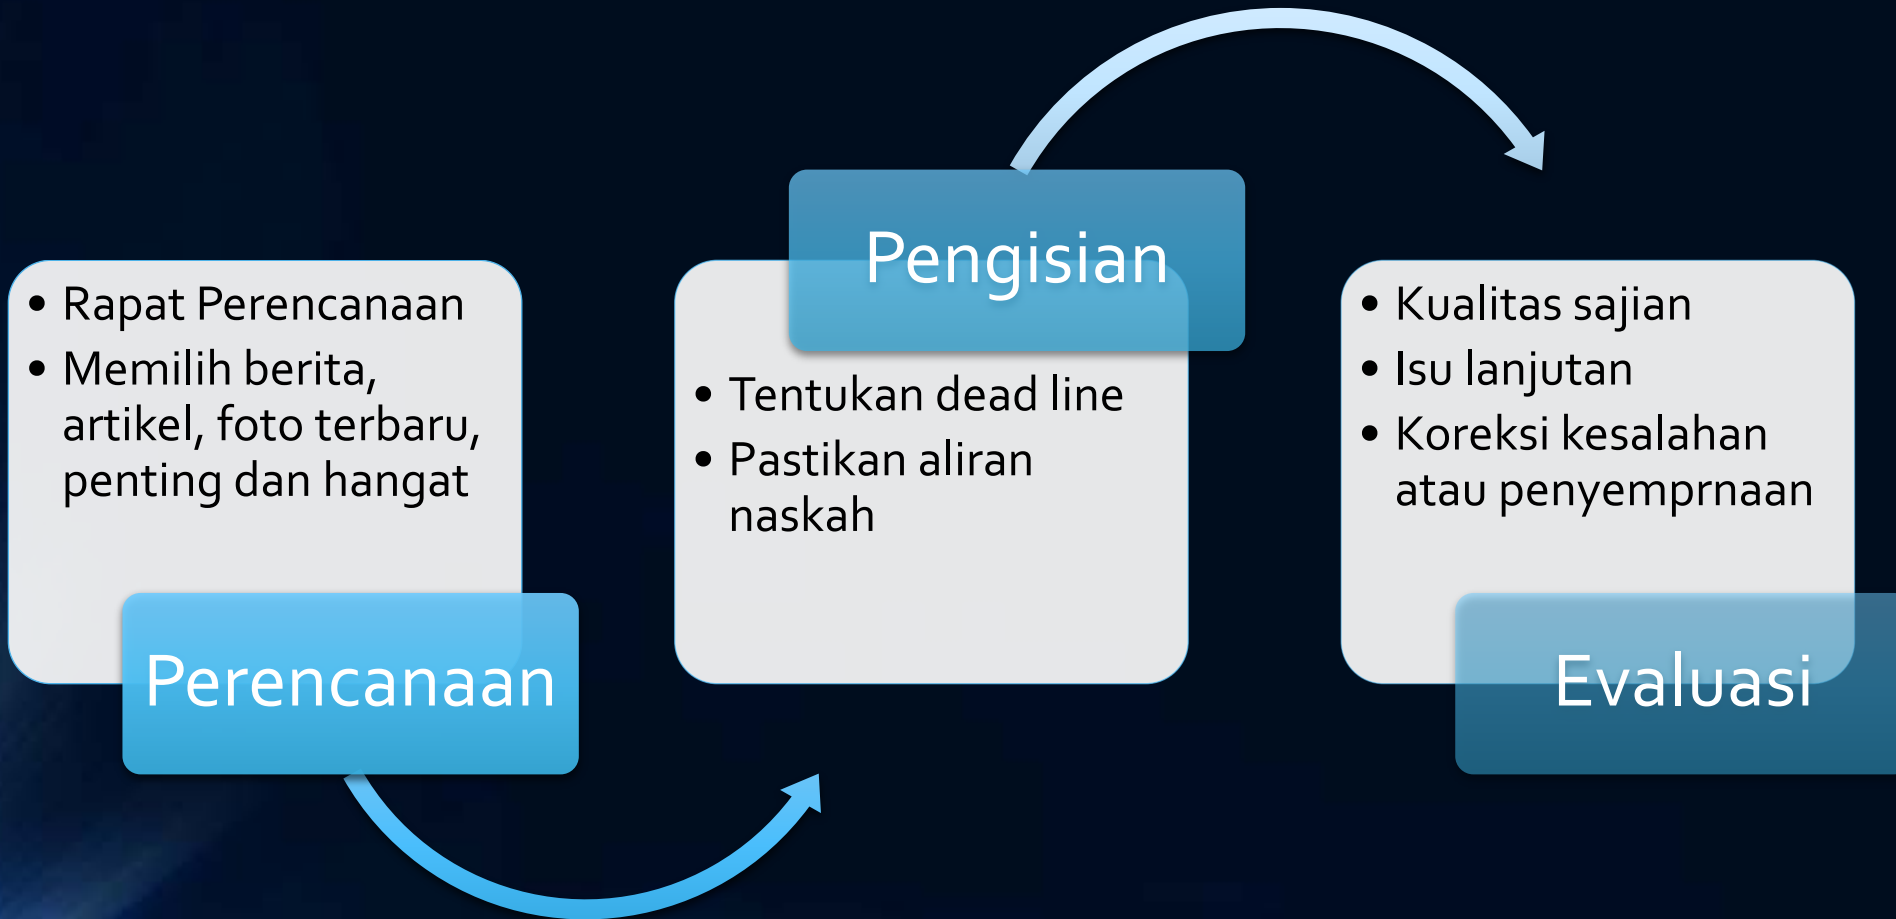 • Rapat Perencanaan
• Memilih berita,
artikel, foto terbaru,
penting dan hangat
Perencanaan
Pengisian
• Tentukan dead line
• Pastikan aliran
naskah
• Kualitas sajian
• Isu lanjutan
• Koreksi kesalahan
atau penyemprnaan
Evaluasi